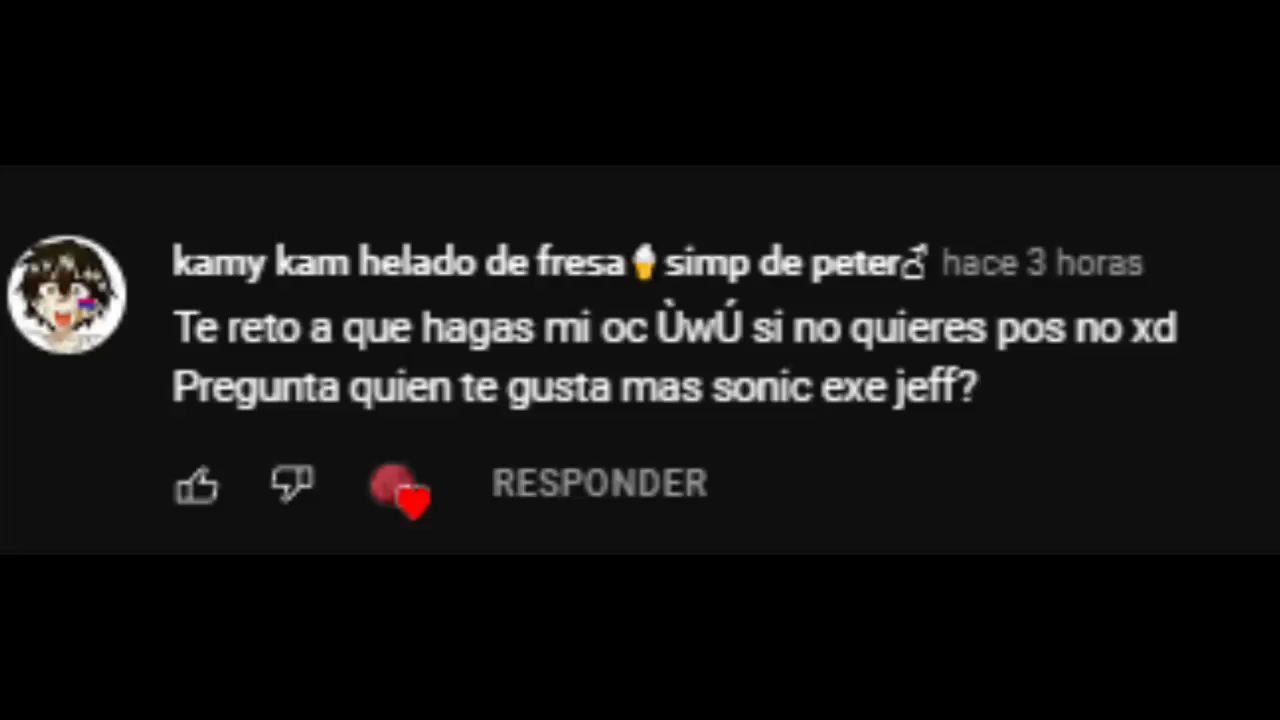 kamy kam helado de fresa🍦simp de peter hace 3 horas
Te reto a que hagas mi oc ÙwÚ si no quieres pos no xd
Pregunta quien te gusta mas sonic exe jeff?
RESPONDER